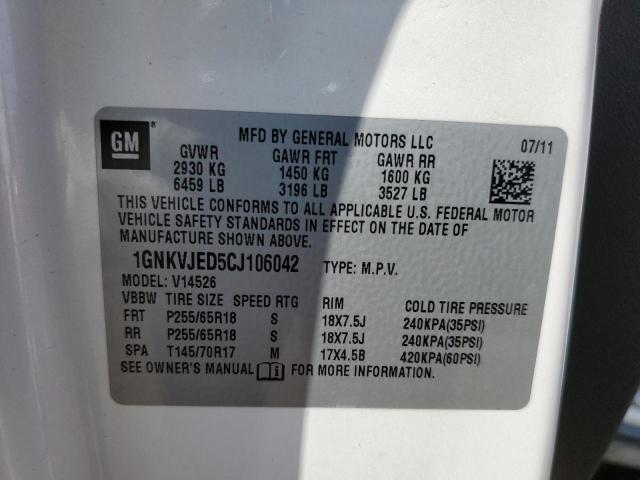 GM
MFD BY GENERAL MOTORS LLC 07/11
GVWR GAWR FRT GAWR RR
2930 KG 1450 KG 1600 KG
6459 LB 3196 LB 3527 LB
THIS VEHICLE CONFORMS TO ALL APPLICABLE U.S. FEDERAL MOTOR
VEHICLE SAFETY STANDARDS IN EFFECT ON THE DATE OF
MANUFACTURE SHOWN ABOVE.
1GNKVJED5CJ106042 TYPE: M.P.V.
MODEL: V14526
VBBW TIRE SIZE SPEED RTG RIM COLD TIRE PRESSURE
FRT P255/65R18 S 18X7.5J 240KPA(35PSI)
RR P255/65R18 S 18X7.5J 240KPA(35PSI)
SPA T145/70R17 M 17X4.5B 420KPA(60PSI)
SEE OWNER'S MANUAL FOR MORE INFORMATION.